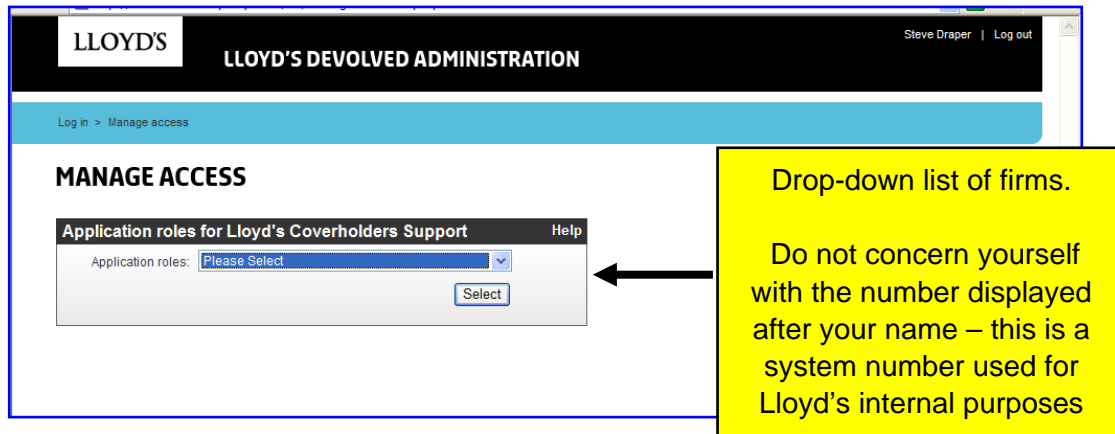 LLOYD'S
Steve Draper | Log out
LLOYD'S DEVOLVED ADMINISTRATION
Log in > Manage access
MANAGE ACCESS
Application roles for Lloyd's Coverholders Support Help
Application roles: Please Select
Select
Drop-down list of firms.
Do not concern yourself
with the number displayed
after your name – this is a
system number used for
Lloyd's internal purposes